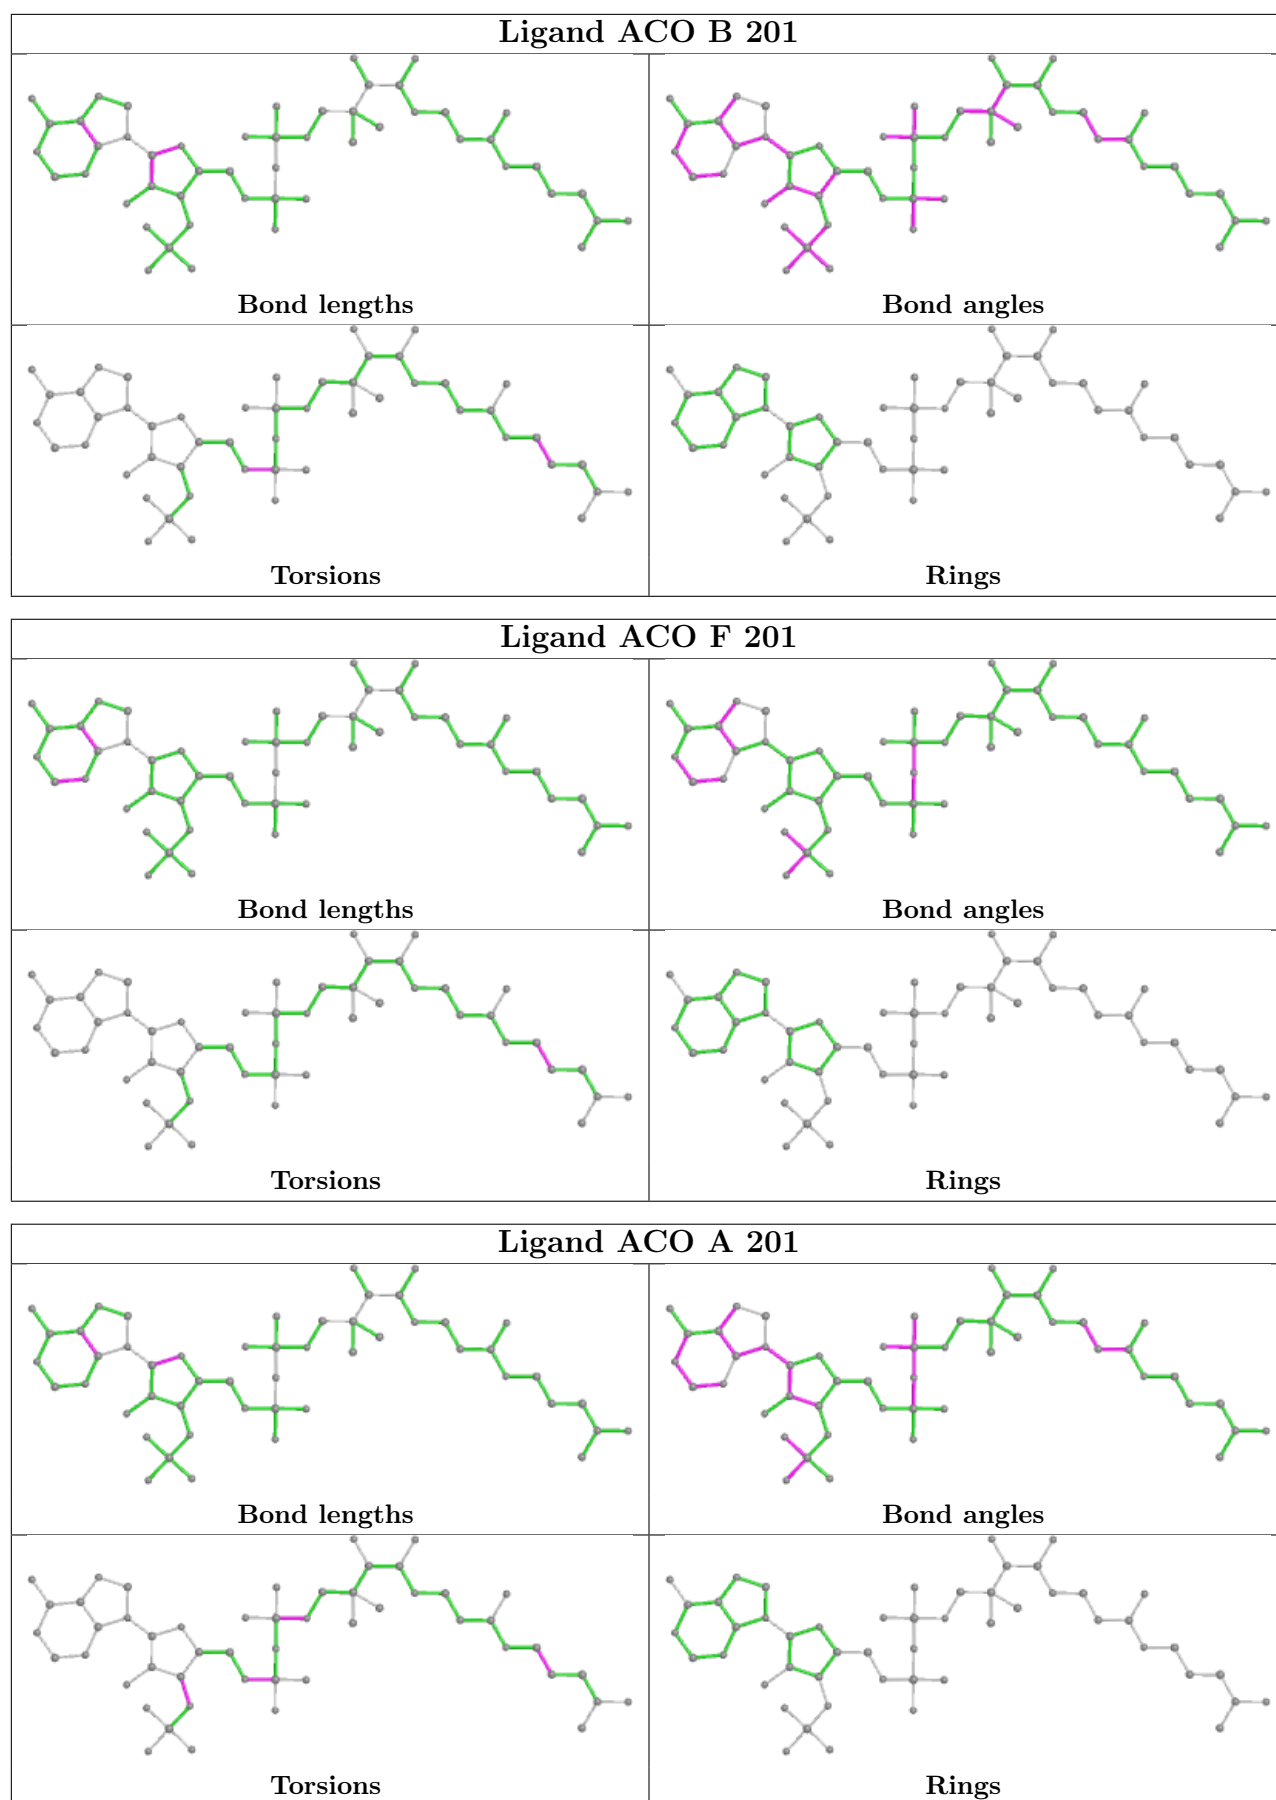 Ligand ACO B 201
Bond lengths
Bond angles
Torsions
Rings
Ligand ACO F 201
Bond lengths
Bond angles
Torsions
Rings
Ligand ACO A 201
Bond lengths
Bond angles
Torsions
Rings